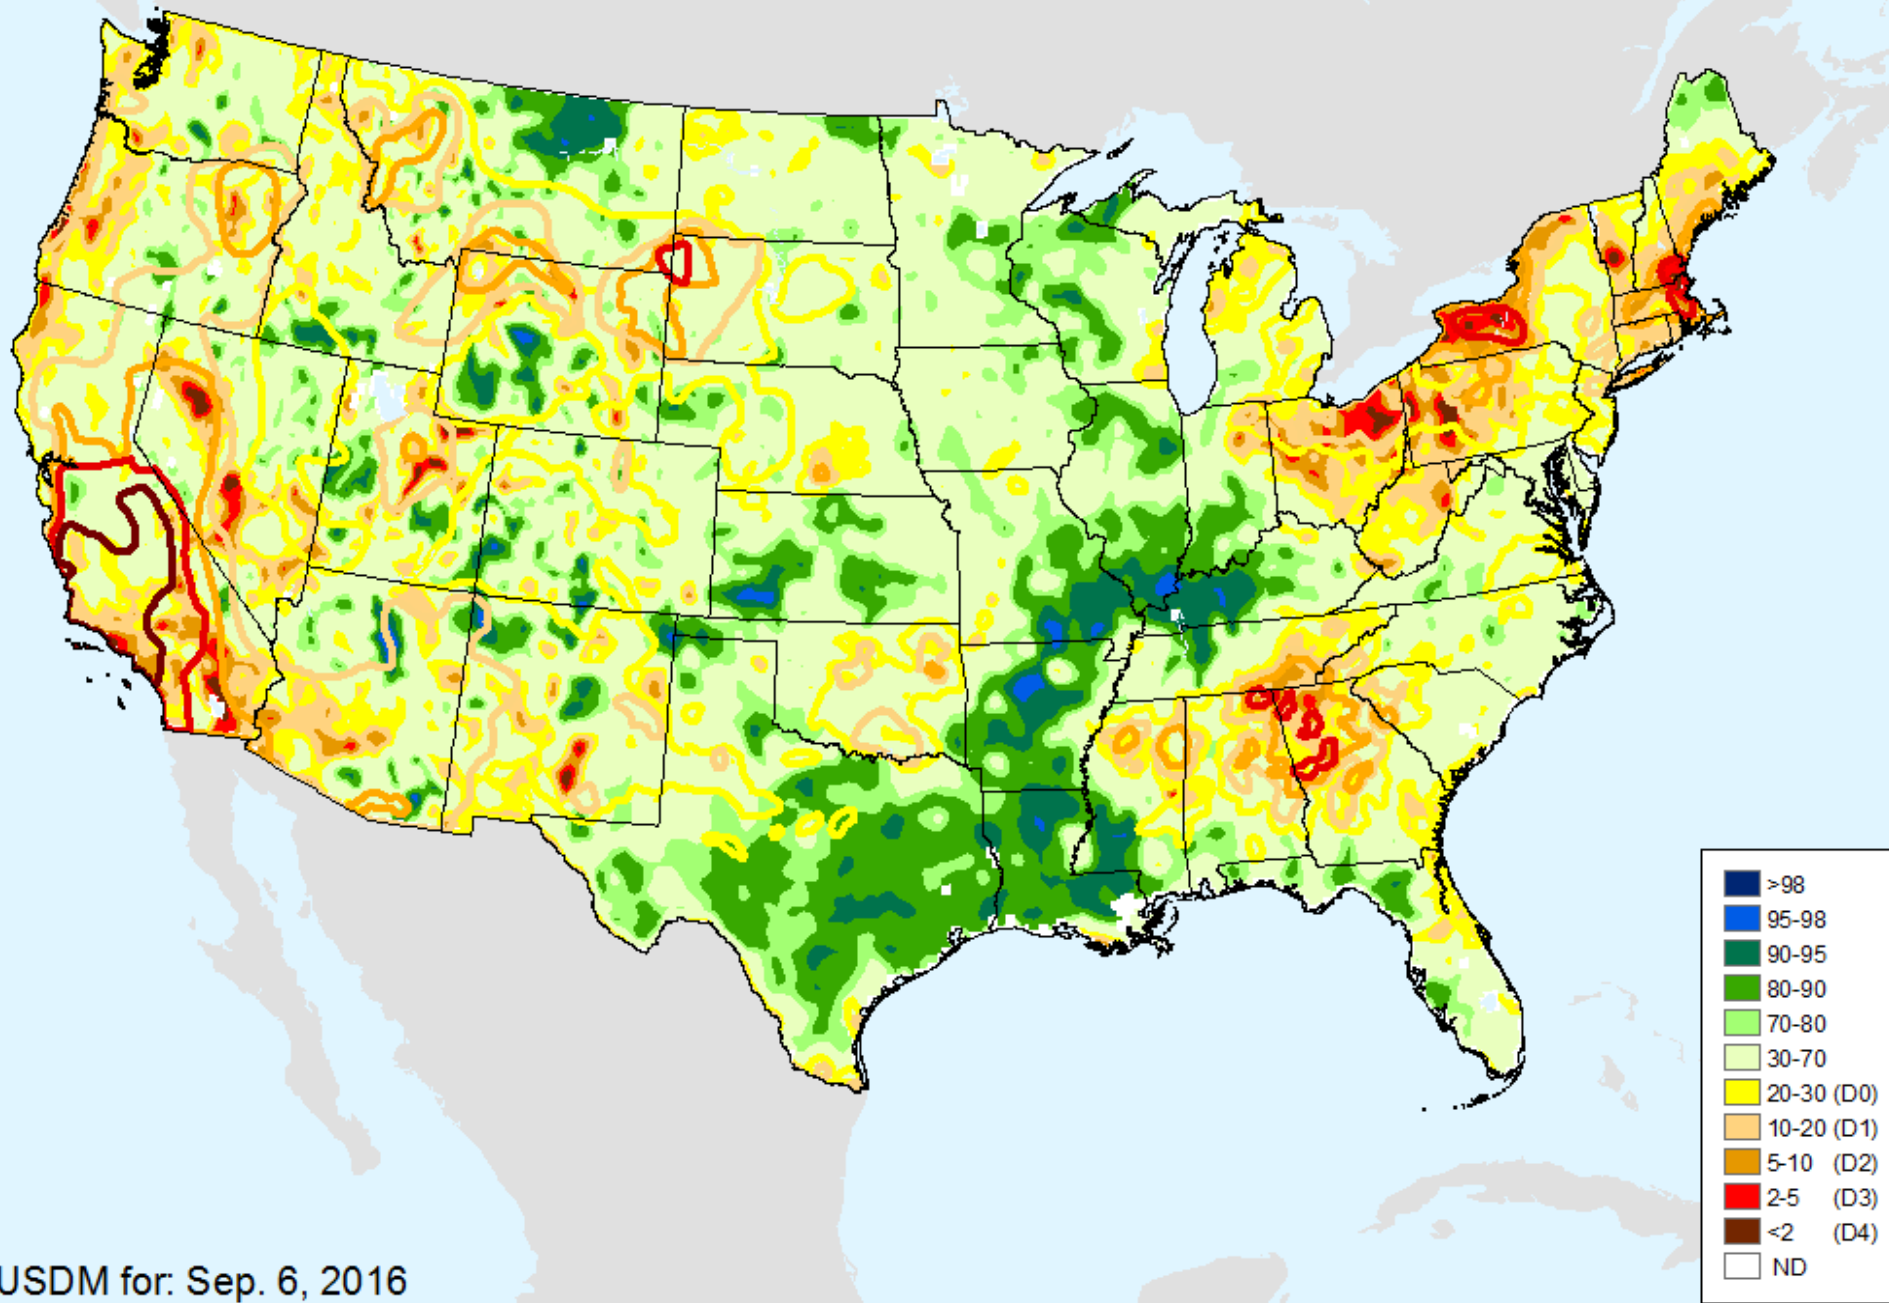 >98
95-98
90-95
80-90
70-80
30-70
20-30 (D0)
10-20 (D1)
5-10 (D2)
2-5 (D3)
<2 (D4)
ND
USDM for: Sep. 6, 2016